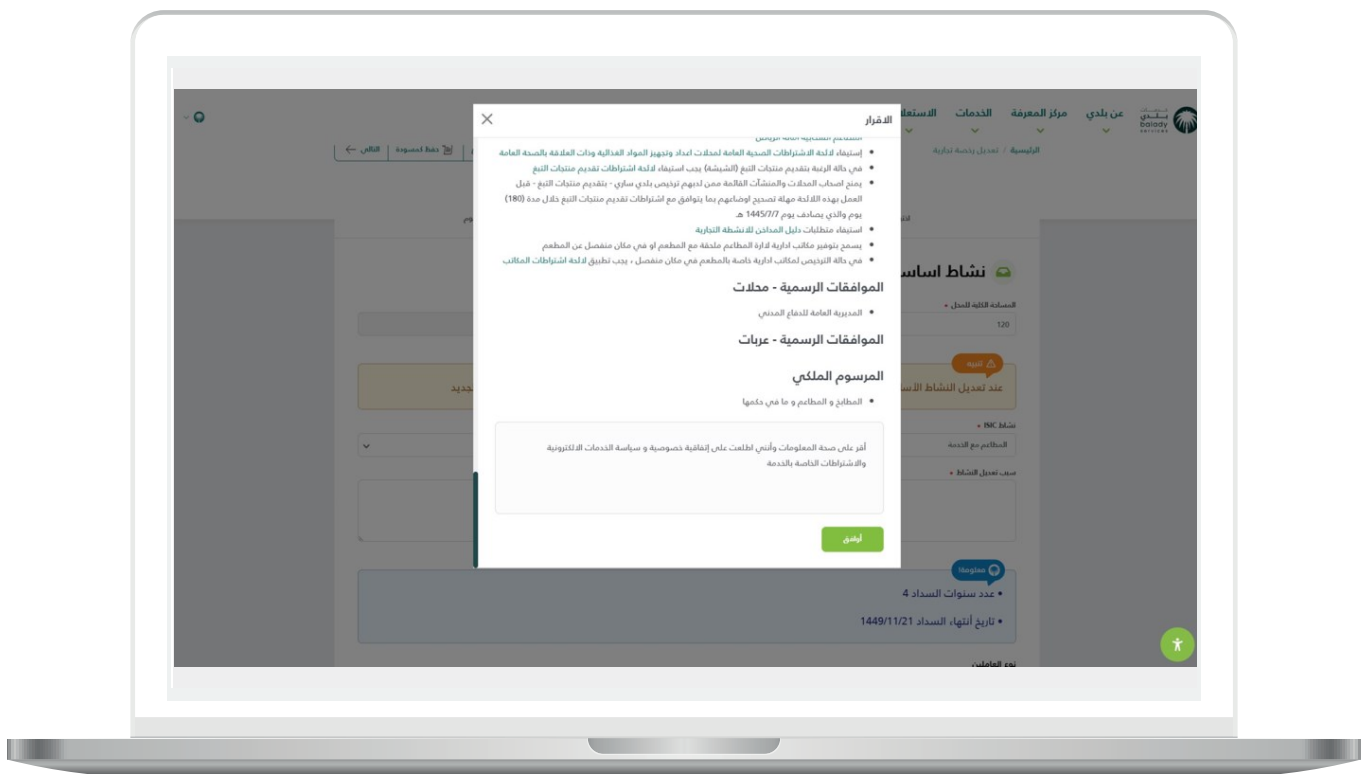 بلدي
balady
عن بلدي
مركز المعرفة
الخدمات
الرئيسية / تعديل رخصة تجارية
حفظ كمسودة
التالي
الاقرار
إستيفاء لائحة الاشتراطات الصحية العامة لمحلات اعداد وتجهيز المواد الغذائية وذات العلاقة بالصحة العامة
في حالة الرغبة بتقديم منتجات التبغ (الشيشة) يجب استيفاء لائحة اشتراطات تقديم منتجات التبغ
يمنح اصحاب المحلات والمنشآت القائمة ممن لديهم ترخيص بلدي ساري - بتقديم منتجات التبغ - قبل
العمل بهذه اللائحة مهلة تصحيح اوضاعهم بما يتوافق مع اشتراطات تقديم منتجات التبغ خلال مدة (180)
يوم والذي يصادف يوم 1445/7/7 هـ
استيفاء متطلبات دليل المداخن للانشطة التجارية
يسمح بتوفير مكاتب ادارية لادارة المطاعم ملحقة مع المطعم او في مكان منفصل عن المطعم
في حالة الترخيص لمكاتب ادارية خاصة بالمطعم في مكان منفصل ، يجب تطبيق لائحة اشتراطات المكاتب
الموافقات الرسمية - محلات
المديرية العامة للدفاع المدني
الموافقات الرسمية - عربات
المرسوم الملكي
المطابخ و المطاعم و ما في حكمها
أقر على صحة المعلومات وأنني اطلعت على إتفاقية خصوصية و سياسة الخدمات الالكترونية
والاشتراطات الخاصة بالخدمة
أوافق
نشاط
المساحة الكلية للمحل
120
تنبيه
عند تعديل النشاط
نشاط ISIC
المطاعم مع الخدمة
سبب تعديل النشاط
معلومة!
عدد سنوات السداد 4
تاريخ أنتهاء السداد 1449/11/21
نوع العاملين